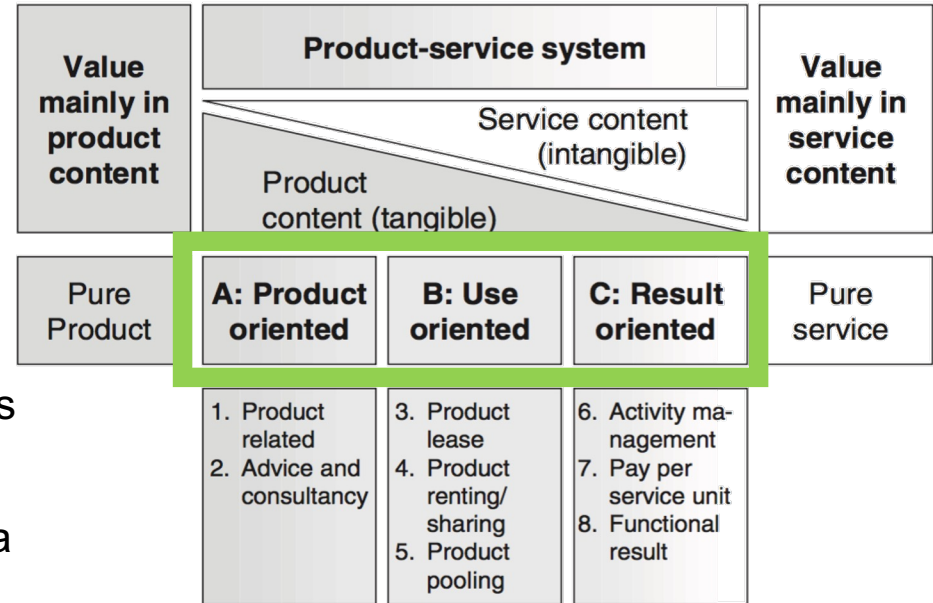 Value
mainly in
product
content
Product-service system
Service content
(intangible)
Product
content (tangible)
Value
mainly in
service
content
Pure
Product
A: Product
oriented
B: Use
oriented
C: Result
oriented
Pure
service
s
a
1. Product
related
2. Advice and
consultancy
3. Product
lease
4. Product
renting/
sharing
5. Product
pooling
6. Activity ma-
nagement
7. Pay per
service unit
8. Functional
result